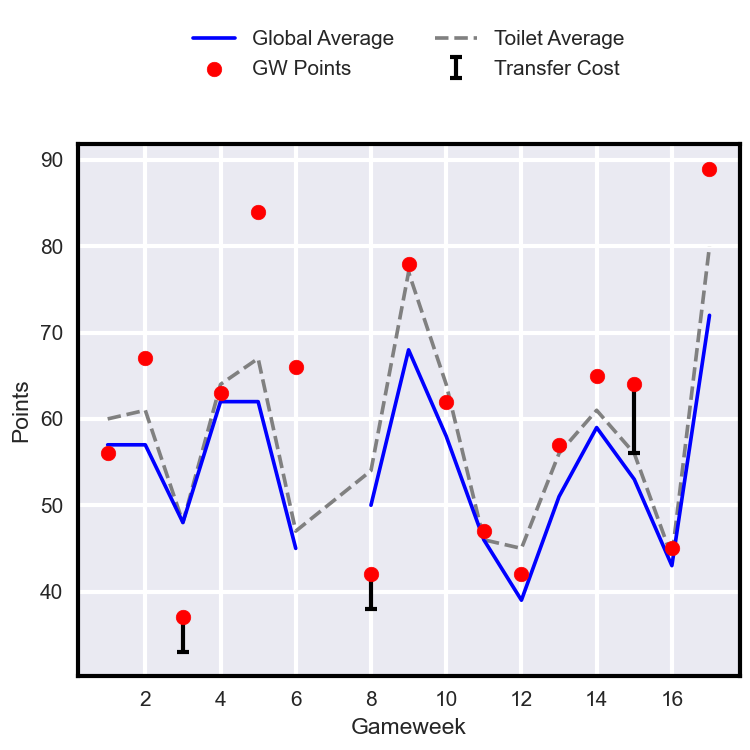 Global Average
GW Points
Toilet Average
Transfer Cost
90
80
70
60
50
40
Points
2 4 6 8 10 12 14 16
Gameweek